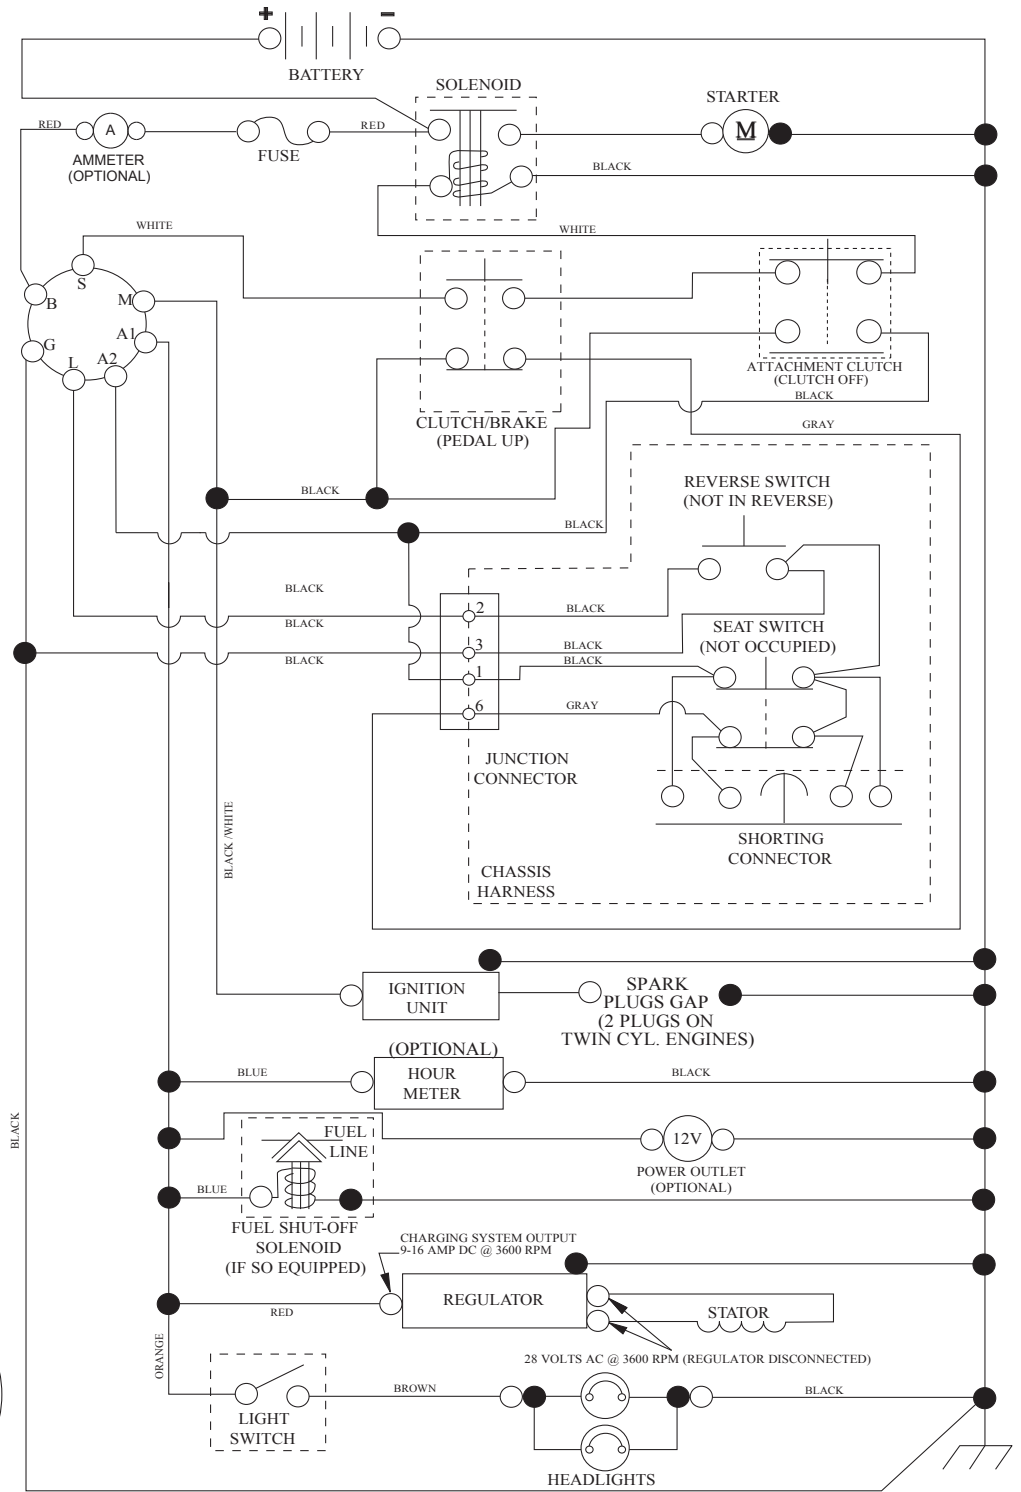 + −
BATTERY
SOLENOID
STARTER
RED
A
RED
M
AMMETER
(OPTIONAL)
FUSE
BLACK
WHITE
WHITE
S
B
M
G
A1
L
A2
ATTACHMENT CLUTCH
(CLUTCH OFF)
BLACK
CLUTCH/BRAKE
(PEDAL UP)
GRAY
REVERSE SWITCH
(NOT IN REVERSE)
BLACK
BLACK
BLACK
2
BLACK
BLACK
SEAT SWITCH
(NOT OCCUPIED)
3
BLACK
BLACK
BLACK
1
6
GRAY
JUNCTION
CONNECTOR
BLACK /WHITE
SHORTING
CONNECTOR
CHASSIS
HARNESS
IGNITION
UNIT
SPARK
PLUGS GAP
(2 PLUGS ON
TWIN CYL. ENGINES)
(OPTIONAL)
HOUR
METER
BLUE
BLACK
BLACK
FUEL
LINE
12V
POWER OUTLET
(OPTIONAL)
BLUE
FUEL SHUT-OFF
SOLENOID
(IF SO EQUIPPED)
CHARGING SYSTEM OUTPUT
9-16 AMP DC @ 3600 RPM
REGULATOR
STATOR
RED
28 VOLTS AC @ 3600 RPM (REGULATOR DISCONNECTED)
ORANGE
BROWN
BLACK
LIGHT
SWITCH
HEADLIGHTS